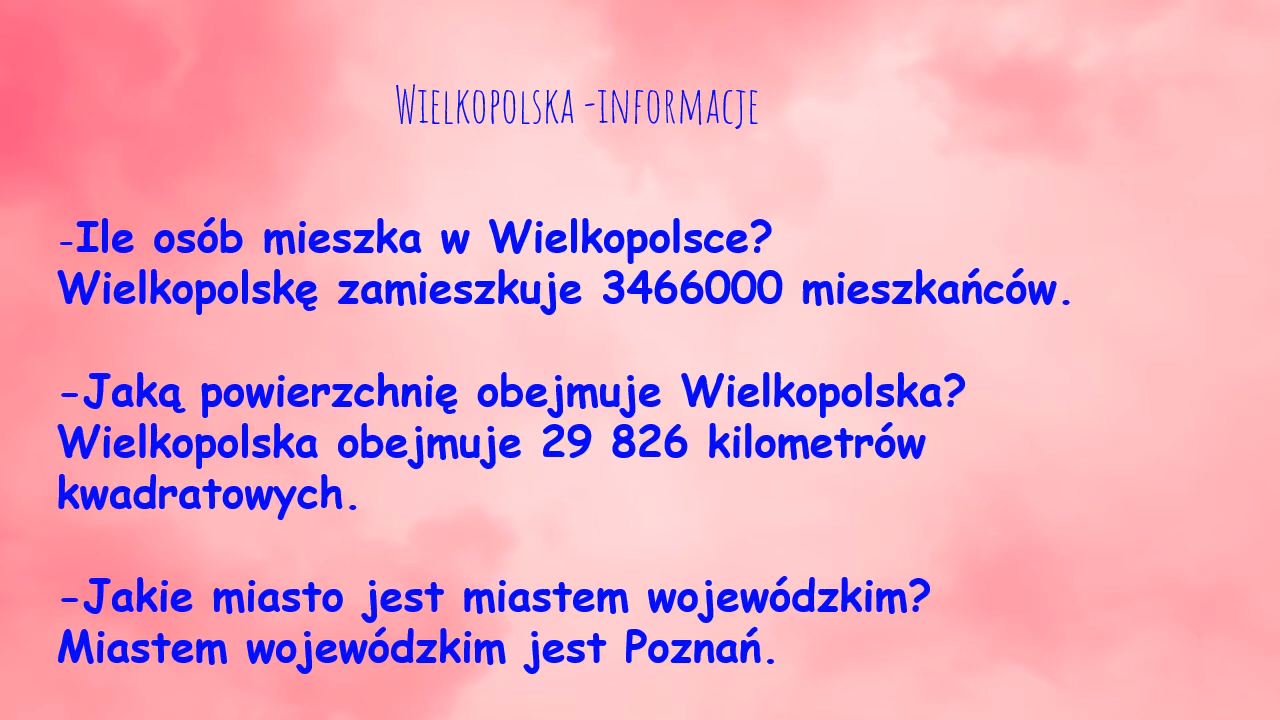 Wielkopolska -informacje
-Ile osób mieszka w Wielkopolsce?
Wielkopolskę zamieszkuje 3466000 mieszkańców.
-Jaką powierzchnię obejmuje Wielkopolska?
Wielkopolska obejmuje 29 826 kilometrów
kwadratowych.
-Jakie miasto jest miastem wojewódzkim?
Miastem wojewódzkim jest Poznań.